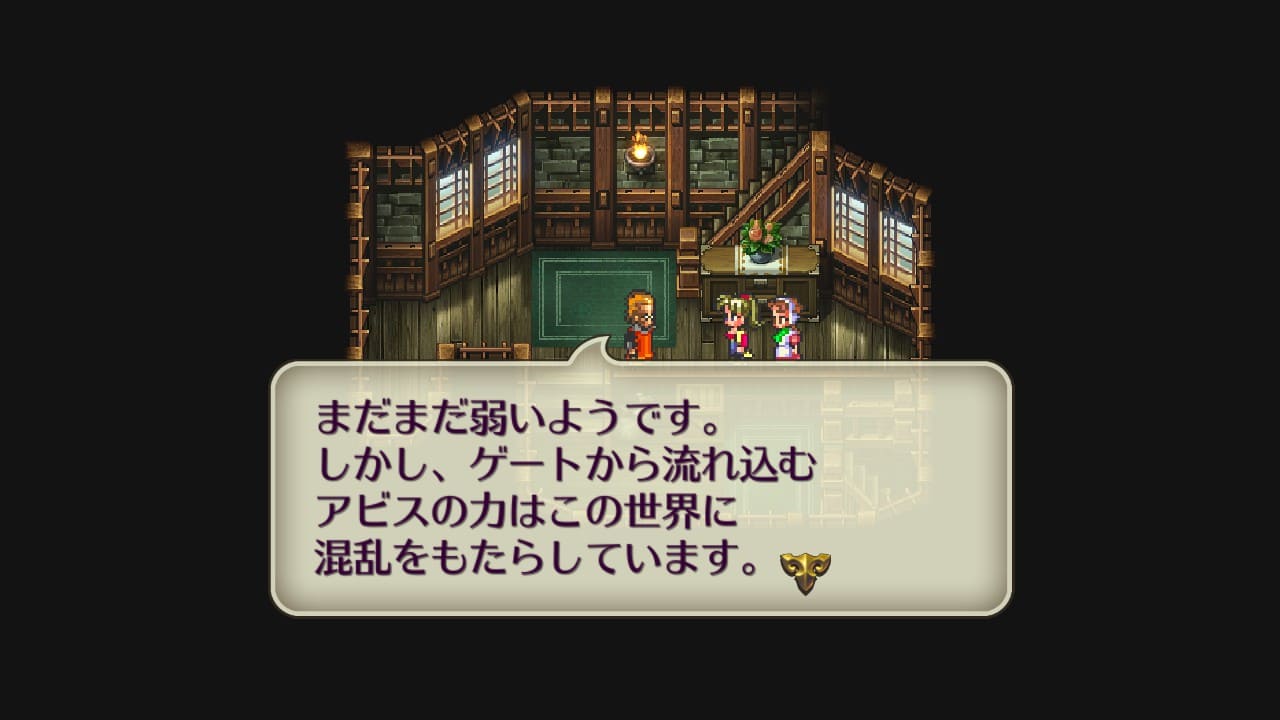 まだまだ弱いようです。
しかし、ゲートから流れ込む
アビスの力はこの世界に
混乱をもたらしています。